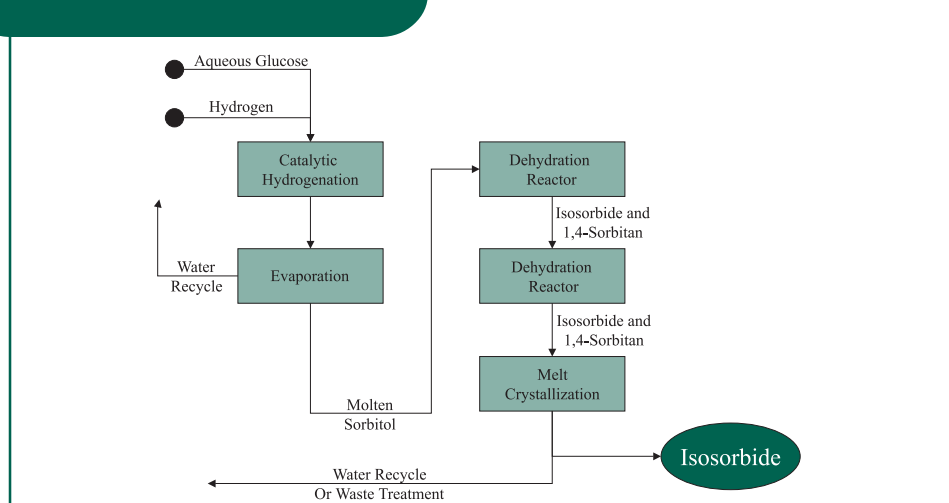 Aqueous Glucose
Hydrogen
Catalytic
Hydrogenation
Water
Recycle
Evaporation
Molten
Sorbitol
Dehydration
Reactor
Isosorbide and
1,4-Sorbitan
Dehydration
Reactor
Isosorbide and
1,4-Sorbitan
Melt
Crystallization
Isosorbide
Water Recycle
Or Waste Treatment